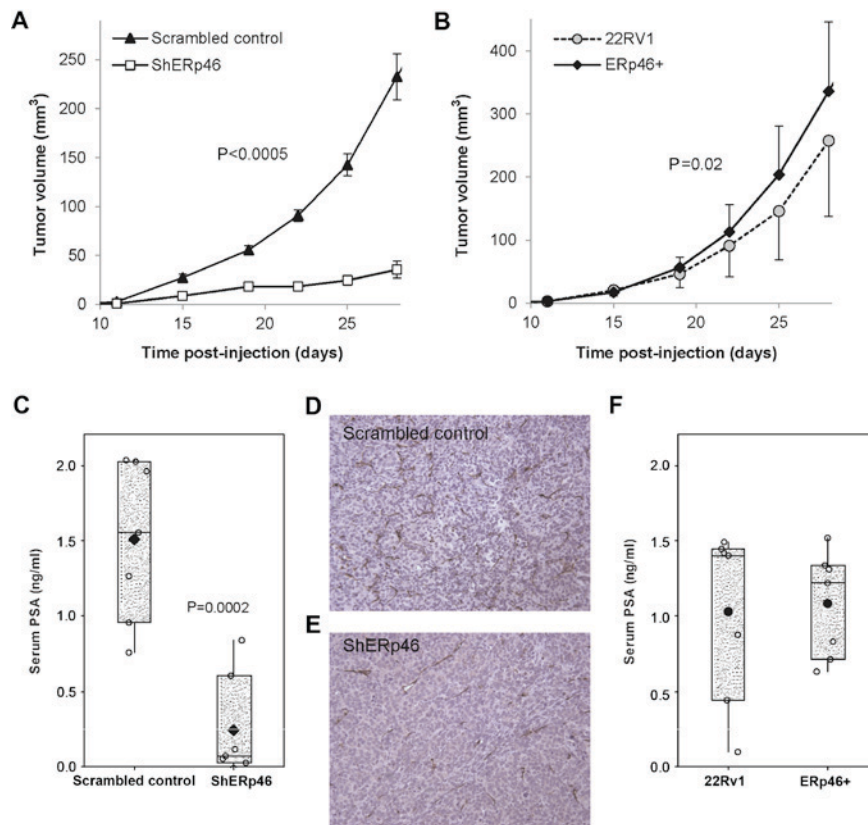 A
Scrambled control
ShERp46
250
200
150
100
50
0
Tumor volume (mm³)
P<0.0005
10 15 20 25
Time post-injection (days)
B
22RV1
ERp46+
400
300
200
100
0
Tumor volume (mm³)
P=0.02
10 15 20 25
Time post-injection (days)
C
2.0
1.5
1.0
0.5
0.0
Serum PSA (ng/ml)
P=0.0002
Scrambled control ShERp46
D
Scrambled control
E
ShERp46
F
2.0
1.5
1.0
0.5
0.0
Serum PSA (ng/ml)
22Rv1 ERp46+